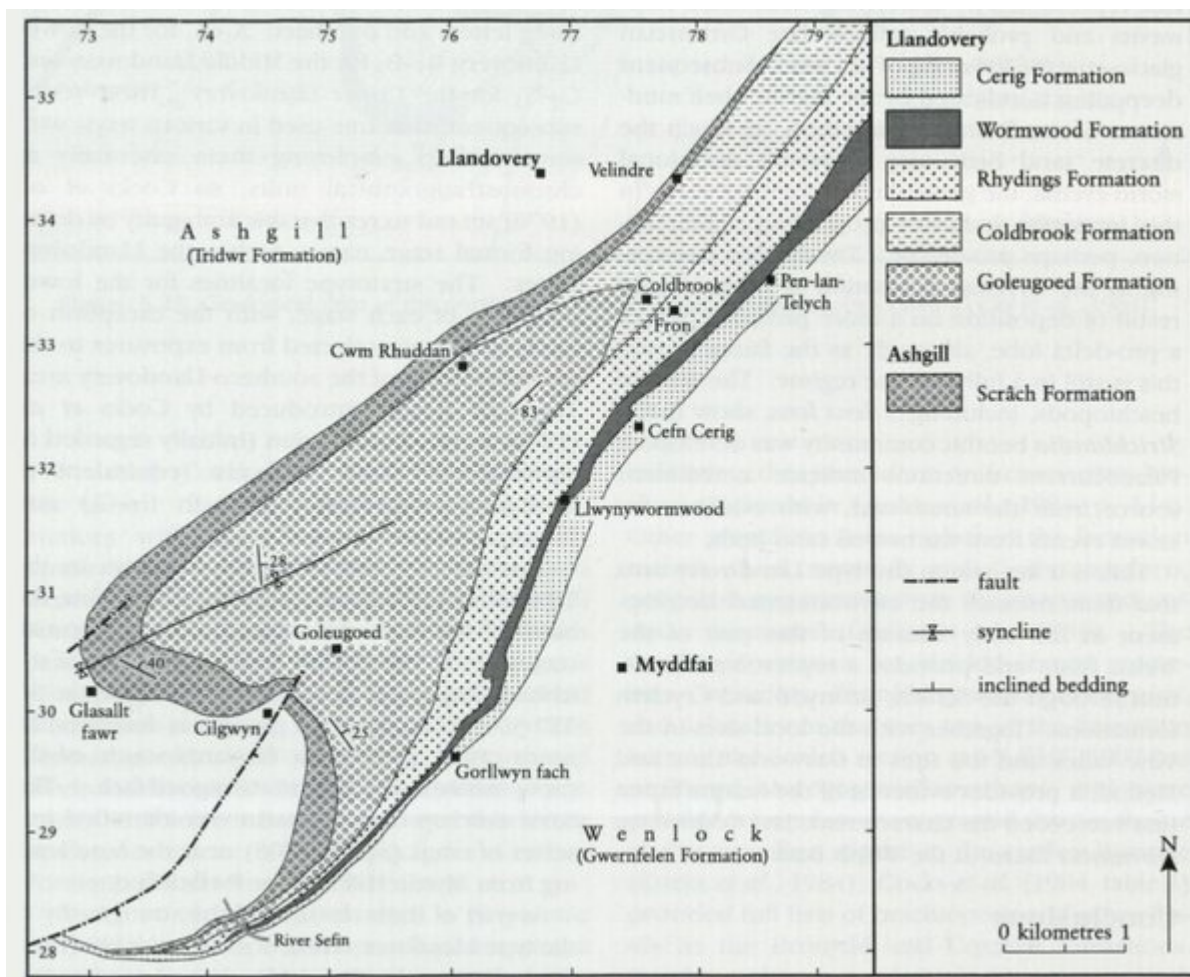 73
74
75
76
77
78
79
35
34
33
32
31
30
29
28
Llandovery
Velindre
Ashgill
(Tridwr Formation)
Coldbrook
Pen-lan-
Telych
Fron
Cwm Rhuddan
83
Cefn Cerig
Llwynywormwood
28
Goleugoed
Myddfai
40
Glasallt
fawr
Cilgwyn
25
Gorllwyn fach
Wenlock
(Gwernfelen Formation)
River Sefin
Llandovery
Cerig Formation
Wormwood Formation
Rhydings Formation
Coldbrook Formation
Goleugoed Formation
Ashgill
Scrâch Formation
fault
syncline
inclined bedding
N
0 kilometres 1